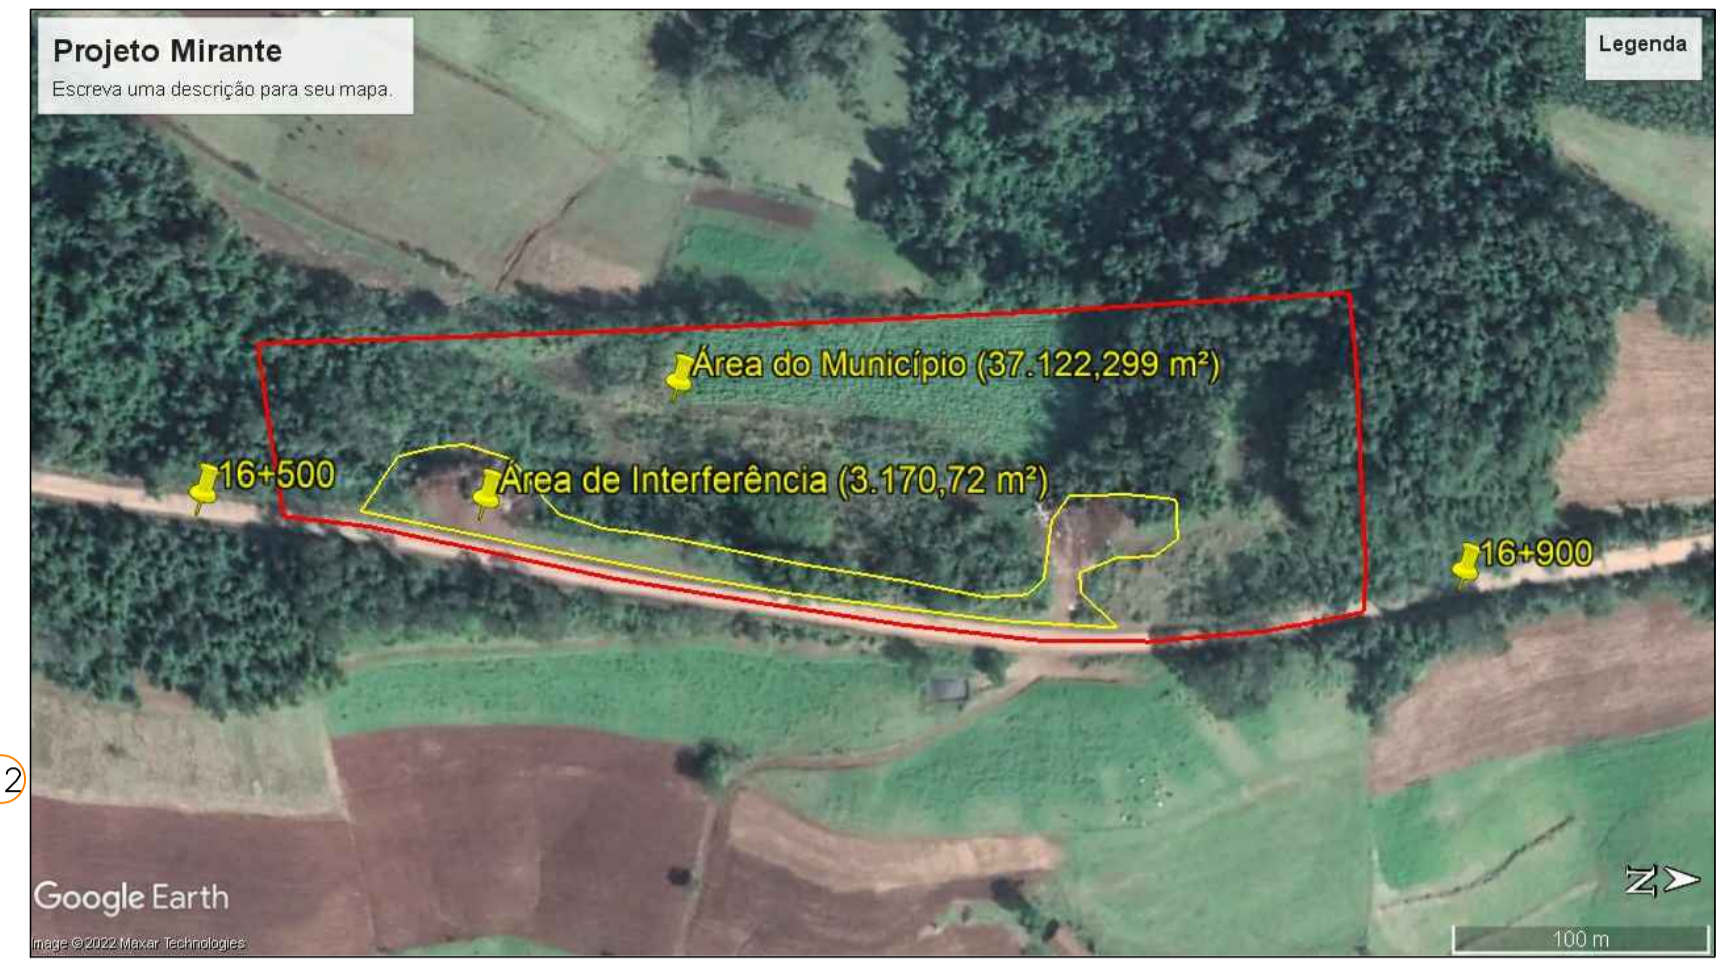 Projeto Mirante
Escreva uma descrição para seu mapa.
Legenda
Área do Município (37.122,299 m²)
16+500
Área de Interferência (3.170,72 m²)
16+900
2
Google Earth
Image ©2022 Maxar Technologies
N
100 m